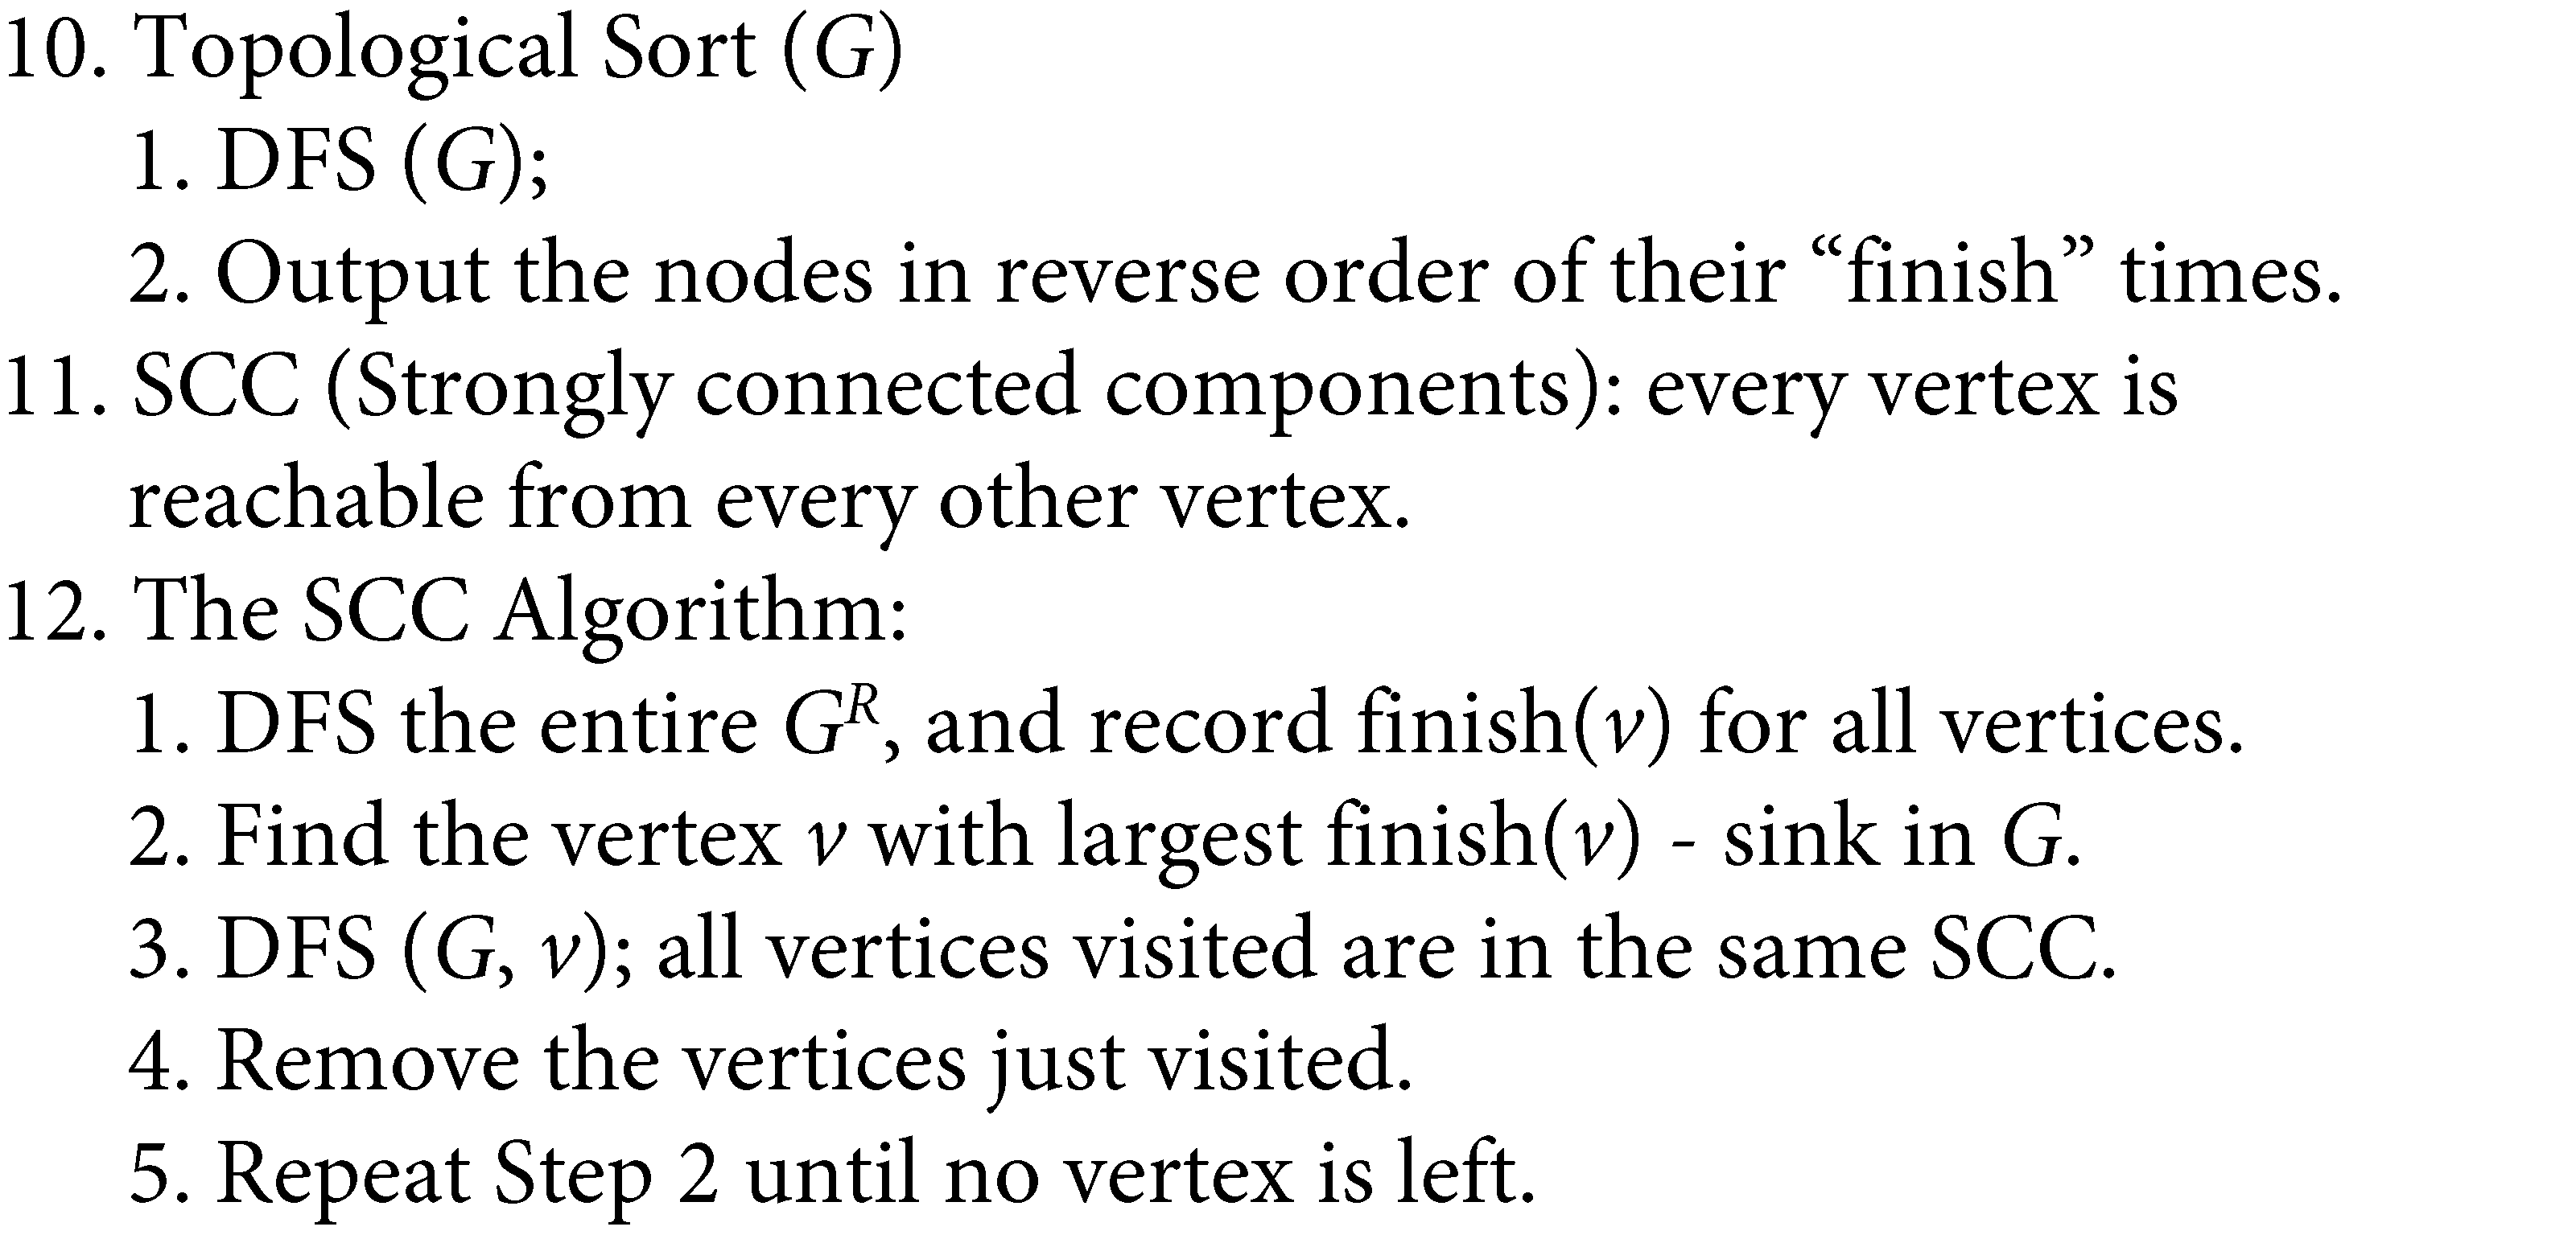 10. Topological Sort (G)
1. DFS (G);
2. Output the nodes in reverse order of their “finish” times.
11. SCC (Strongly connected components): every vertex is
reachable from every other vertex.
12. The SCC Algorithm:
1. DFS the entire Gᴿ, and record finish(v) for all vertices.
2. Find the vertex v with largest finish(v) - sink in G.
3. DFS (G, v); all vertices visited are in the same SCC.
4. Remove the vertices just visited.
5. Repeat Step 2 until no vertex is left.